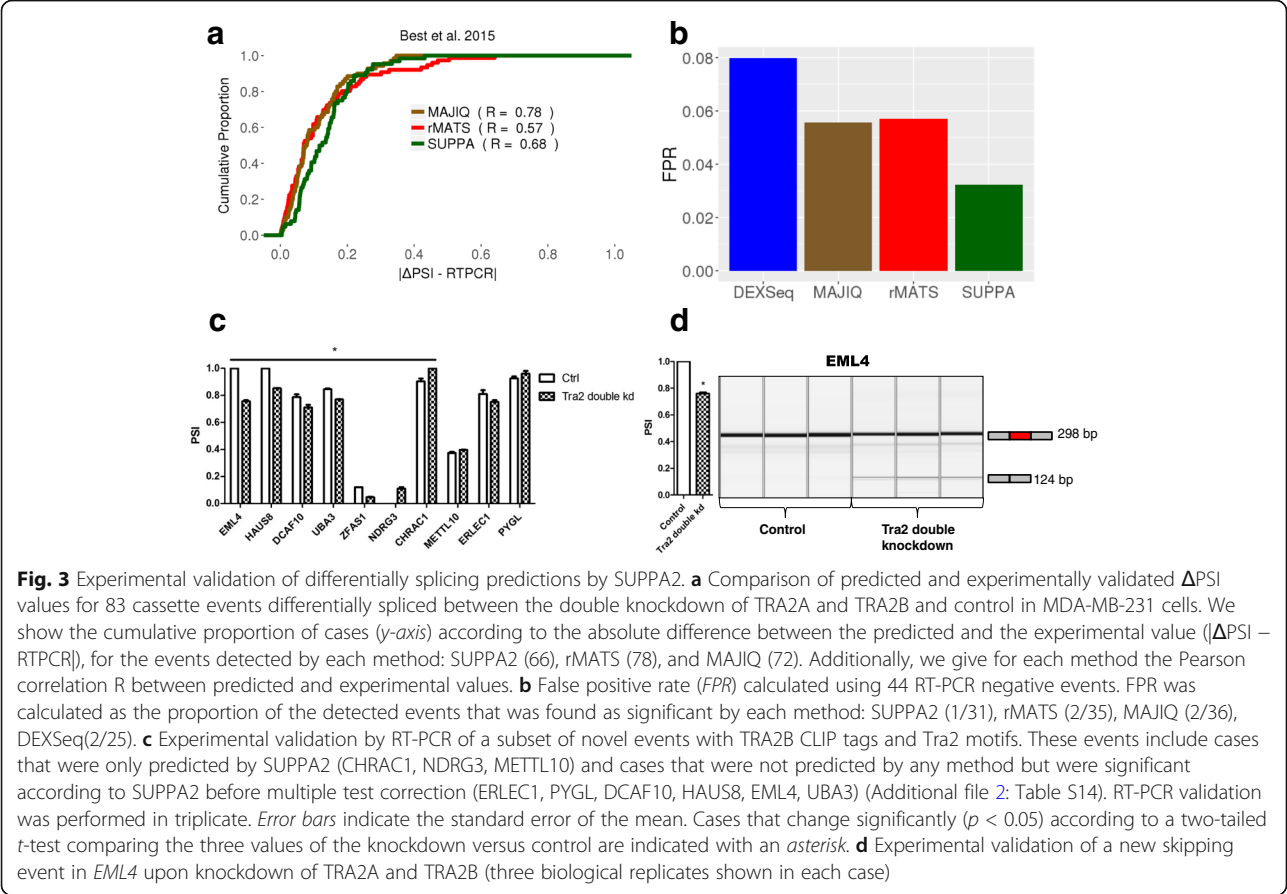 a
Best et al. 2015
Cumulative Proportion
1.0
0.8
0.6
0.4
0.2
0.0
MAJIQ ( R = 0.78 )
rMATS ( R = 0.57 )
SUPPA ( R = 0.68 )
0.0 0.2 0.4 0.6 0.8 1.0
|ΔPSI - RTPCR|
b
FPR
0.08
0.06
0.04
0.02
0.00
DEXSeq MAJIQ rMATS SUPPA
c
*
PSI
1.0
0.8
0.6
0.4
0.2
0.0
Ctrl
Tra2 double kd
EML4 HAUS8 DCAF10 UBA3 ZFAS1 NDRG3 CHRAC1 METTL10 ERLEC1 PYGL
d
EML4
PSI
1.0
0.8
0.6
0.4
0.2
0.0
*
Control
Tra2 double kd
298 bp
124 bp
Control
Tra2 double
knockdown
Fig. 3 Experimental validation of differentially splicing predictions by SUPPA2. a Comparison of predicted and experimentally validated ΔPSI
values for 83 cassette events differentially spliced between the double knockdown of TRA2A and TRA2B and control in MDA-MB-231 cells. We
show the cumulative proportion of cases (y-axis) according to the absolute difference between the predicted and the experimental value (|ΔPSI −
RTPCR|), for the events detected by each method: SUPPA2 (66), rMATS (78), and MAJIQ (72). Additionally, we give for each method the Pearson
correlation R between predicted and experimental values. b False positive rate (FPR) calculated using 44 RT-PCR negative events. FPR was
calculated as the proportion of the detected events that was found as significant by each method: SUPPA2 (1/31), rMATS (2/35), MAJIQ (2/36),
DEXSeq(2/25). c Experimental validation by RT-PCR of a subset of novel events with TRA2B CLIP tags and Tra2 motifs. These events include cases
that were only predicted by SUPPA2 (CHRAC1, NDRG3, METTL10) and cases that were not predicted by any method but were significant
according to SUPPA2 before multiple test correction (ERLEC1, PYGL, DCAF10, HAUS8, EML4, UBA3) (Additional file 2: Table S14). RT-PCR validation
was performed in triplicate. Error bars indicate the standard error of the mean. Cases that change significantly (p < 0.05) according to a two-tailed
t-test comparing the three values of the knockdown versus control are indicated with an asterisk. d Experimental validation of a new skipping
event in EML4 upon knockdown of TRA2A and TRA2B (three biological replicates shown in each case)